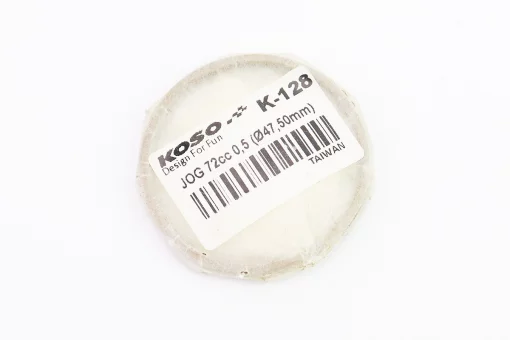 KOSO K-128
Design For Fun
JOG 72cc 0,5 (Ø47,50mm)
TAIWAN